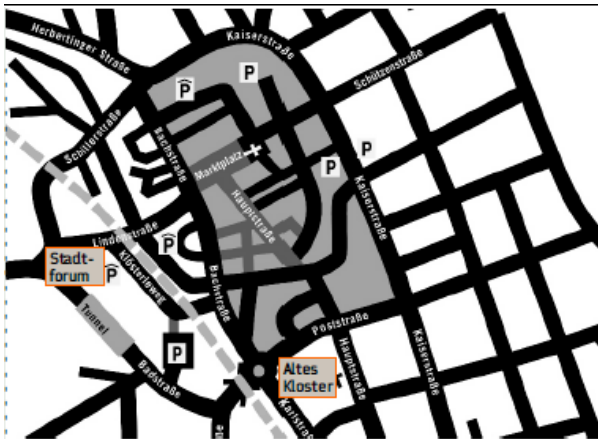 Herbertinger Straße
Kaiserstraße
P
P
Schützenstraße
Schillerstraße
Bachstraße
Marktplatz
P
P
Hauptstraße
Kaiserstraße
Lindenstraße
P
Stadt-
forum
P
Klösterleweg
Bachstraße
Tunnel
Poststraße
Kaiserstraße
P
Hauptstraße
Altes
Kloster
Badstraße
Karlstraße